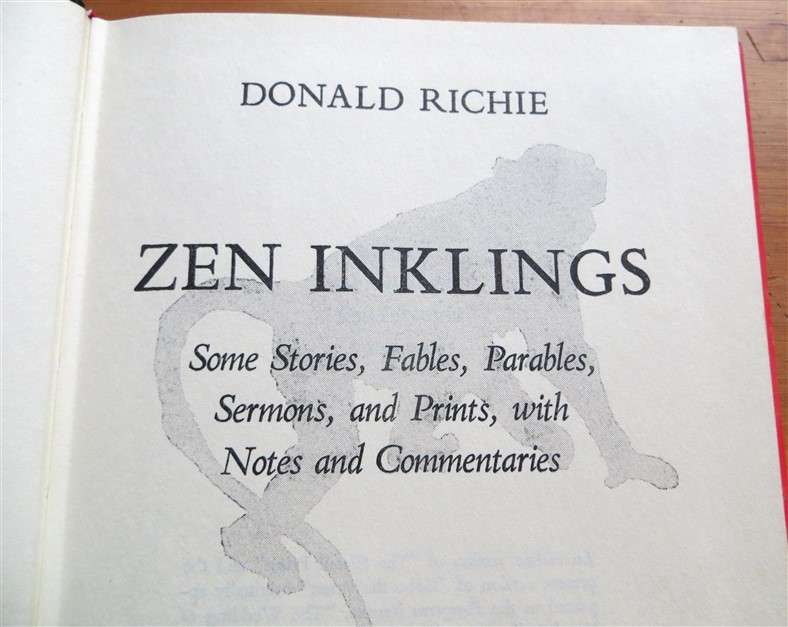 DONALD RICHIE
ZEN INKLINGS
Some Stories, Fables, Parables,
Sermons, and Prints, with
Notes and Commentaries